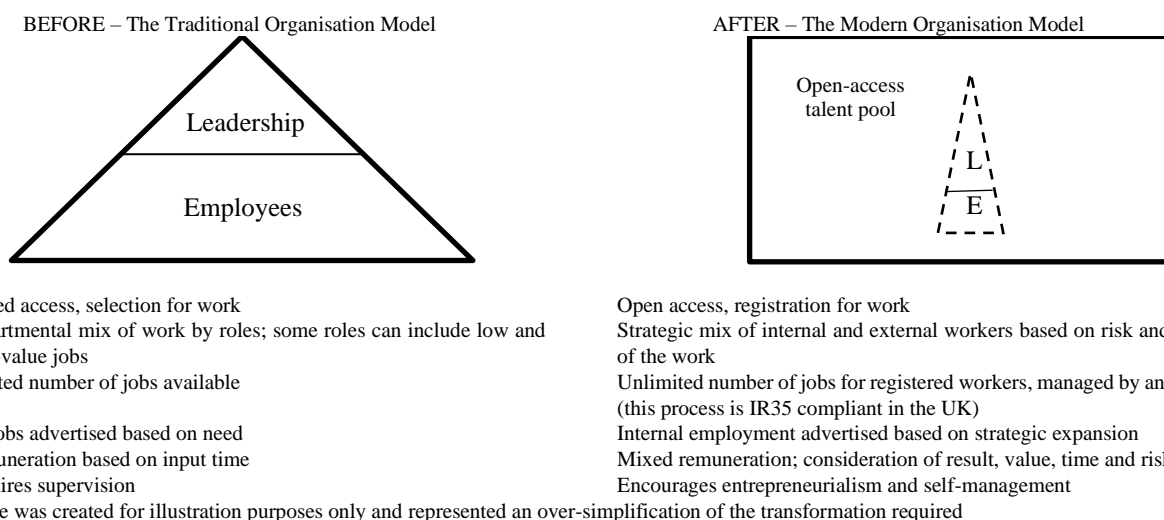 BEFORE – The Traditional Organisation Model
Leadership
Employees
ed access, selection for work
artmental mix of work by roles; some roles can include low and
-value jobs
ted number of jobs available
obs advertised based on need
uneration based on input time
ires supervision
AFTER – The Modern Organisation Model
Open-access
talent pool
L
E
Open access, registration for work
Strategic mix of internal and external workers based on risk and
of the work
Unlimited number of jobs for registered workers, managed by an
(this process is IR35 compliant in the UK)
Internal employment advertised based on strategic expansion
Mixed remuneration; consideration of result, value, time and risk
Encourages entrepreneurialism and self-management
e was created for illustration purposes only and represented an over-simplification of the transformation required